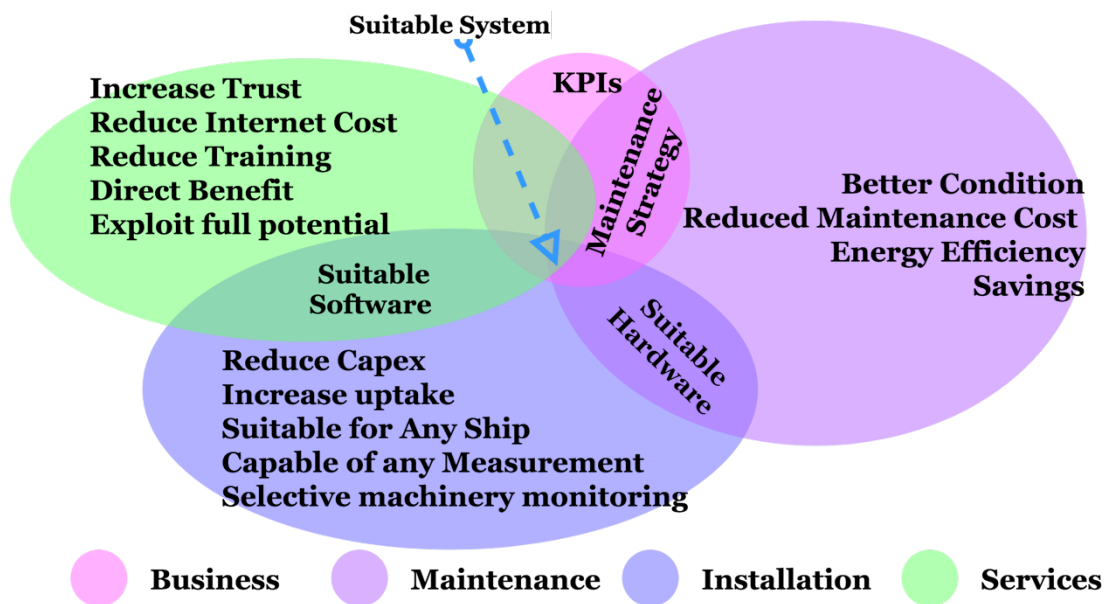 Suitable System
KPIs
Maintenance
Strategy
Increase Trust
Reduce Internet Cost
Reduce Training
Direct Benefit
Exploit full potential
Better Condition
Reduced Maintenance Cost
Energy Efficiency
Savings
Suitable
Software
Suitable
Hardware
Reduce Capex
Increase uptake
Suitable for Any Ship
Capable of any Measurement
Selective machinery monitoring
Business
Maintenance
Installation
Services